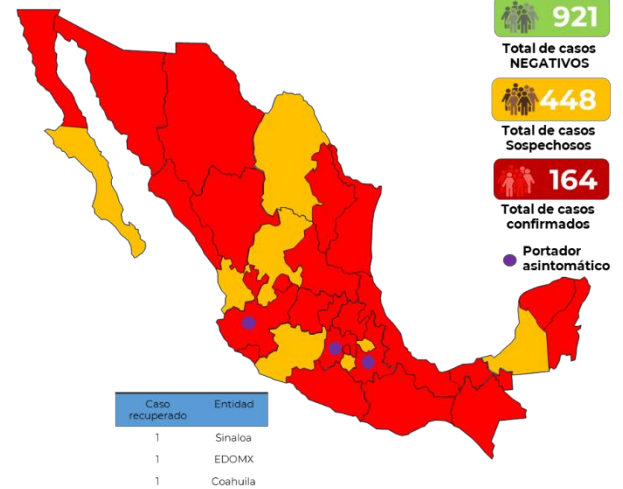 921
Total de casos
NEGATIVOS
448
Total de casos
Sospechosos
164
Total de casos
confirmados
Portador
asintomático
Caso
recuperado
Entidad
1 Sinaloa
1 EDOMX
1 Coahuila